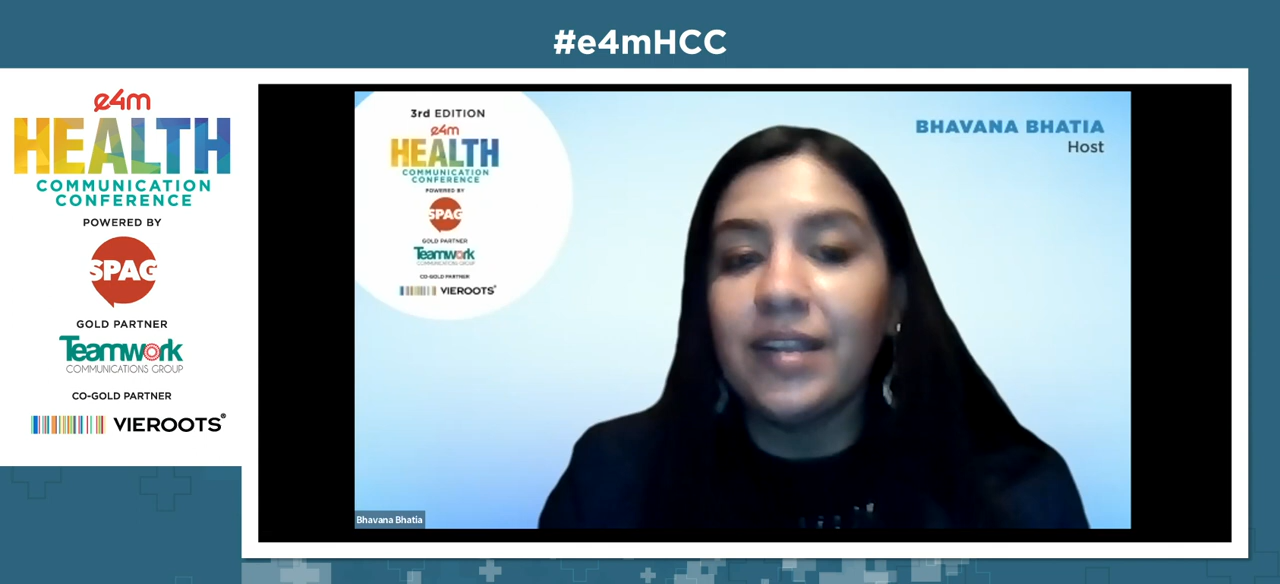 #e4mHCC
e4m
HEALTH
COMMUNICATION
CONFERENCE
POWERED BY
SPAG
GOLD PARTNER
Teamwork
COMMUNICATIONS GROUP
CO-GOLD PARTNER
VIEROOTS®
3rd EDITION
e4m
HEALTH
COMMUNICATION
CONFERENCE
POWERED BY
SPAG
GOLD PARTNER
Teamwork
COMMUNICATIONS GROUP
CO-GOLD PARTNER
VIEROOTS®
BHAVANA BHATIA
Host
Bhavana Bhatia